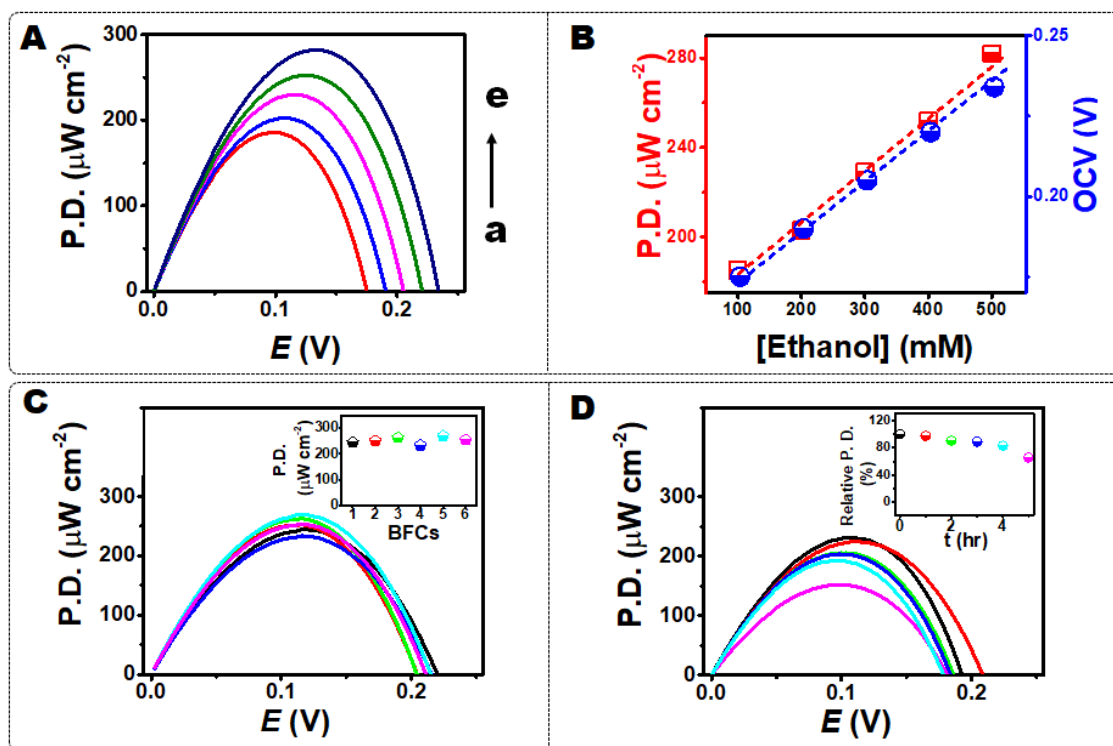 A
P.D. (µW cm⁻²)
300
200
100
0
0.0
0.1
0.2
E (V)
e
a
B
P.D. (µW cm⁻²)
280
240
200
100
200
300
400
500
[Ethanol] (mM)
0.25
0.20
OCV (V)
C
P.D. (µW cm⁻²)
300
200
100
0
0.0
0.1
0.2
E (V)
P.D.
(µW cm⁻²)
400
300
200
100
0
1 2 3 4 5 6
BFCs
D
P.D. (µW cm⁻²)
300
200
100
0
0.0
0.1
0.2
E (V)
Relative P. D.
(%)
120
80
40
0
0
2
4
t (hr)